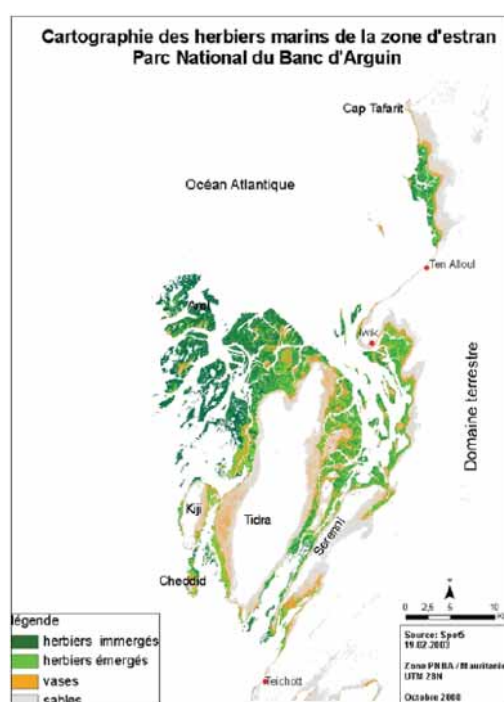 Cartographie des herbiers marins de la zone d'estran
Parc National du Banc d'Arguin
Cap Tafarit
Océan Atlantique
Ten Alloul
Iwik
Domaine terrestre
Kiji
Tidra
Serenni
Cheddid
légende
herbiers immergés
herbiers émergés
vases
sables
0 2,5 5 10
Source: Spot5
19.02.2003
Zone PNBA / Mauritanie
UTM 28N
Octobre 2008
Teichott